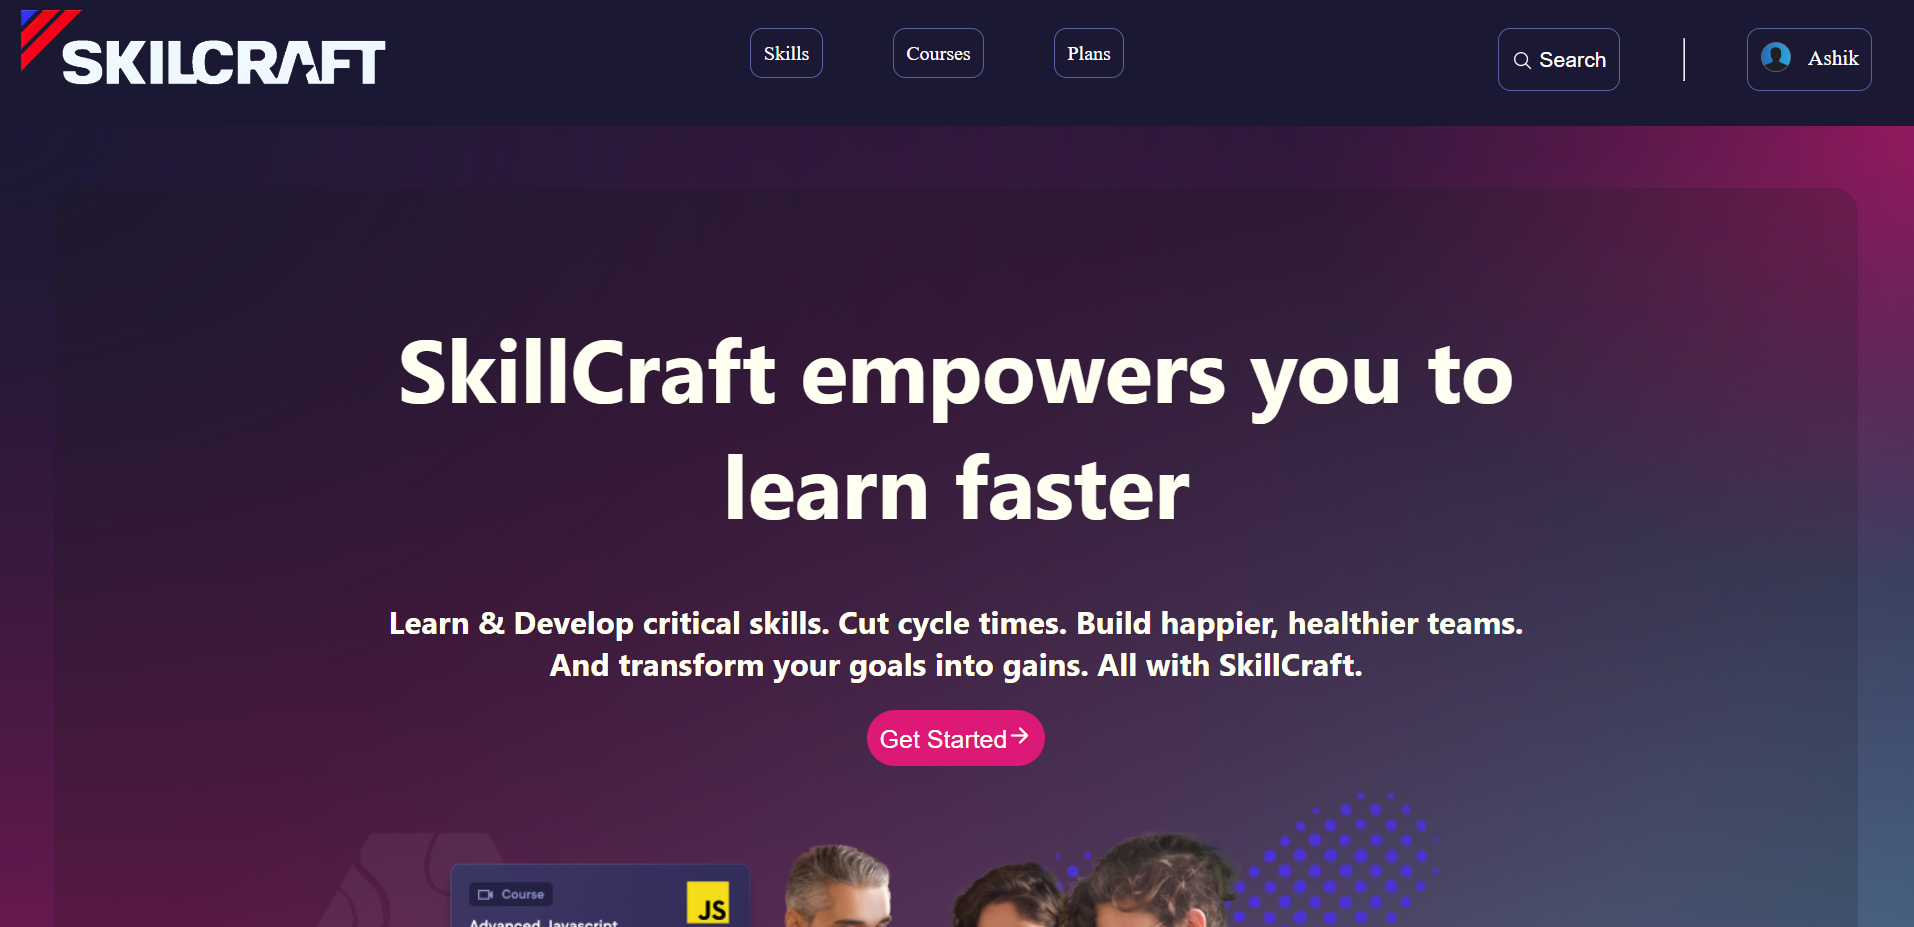 SKILCRAFT
Skills
Courses
Plans
Search
Ashik
SkillCraft empowers you to
learn faster
Learn & Develop critical skills. Cut cycle times. Build happier, healthier teams.
And transform your goals into gains. All with SkillCraft.
Get Started
Course
JS
Advanced Javascript